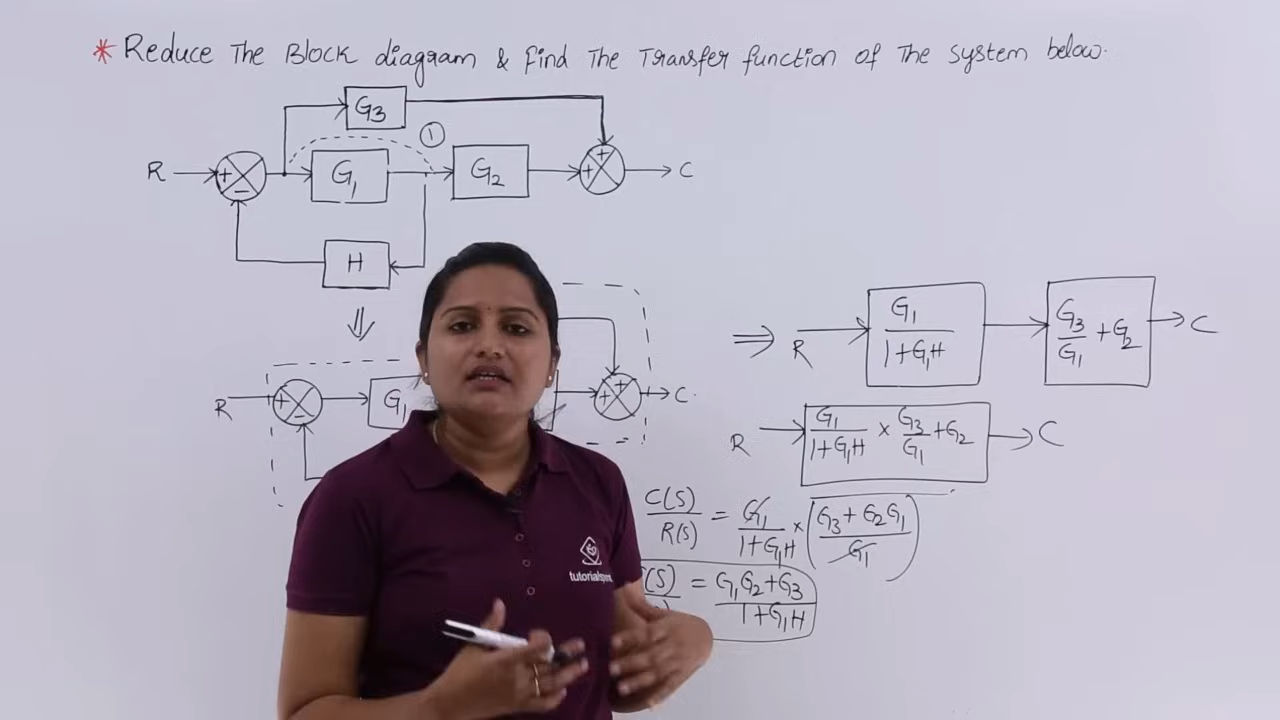 * Reduce The Block diagram & find The Transfer function of The system below.
G3
①
R + − G1 G2 + + C
H
⇓
R + − G1 + + C
⇒ R G1/(1+G1H) G3/G1 + G2 C
R G1/(1+G1H) × G3/G1 + G2 C
C(S)/R(S) = G1/(1+G1H) × (G3 + G2G1)/G1
(S) = (G1G2 + G3)/(1+G1H)